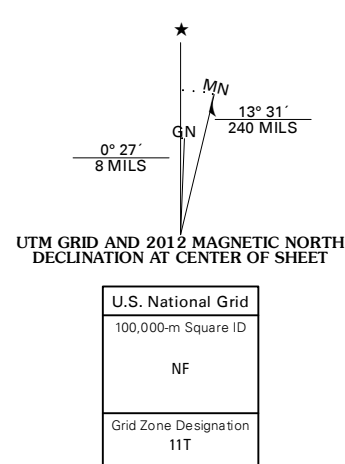 ★
MN
GN
13° 31´
240 MILS
0° 27´
8 MILS
UTM GRID AND 2012 MAGNETIC NORTH
DECLINATION AT CENTER OF SHEET
U.S. National Grid
100,000-m Square ID
NF
Grid Zone Designation
11T